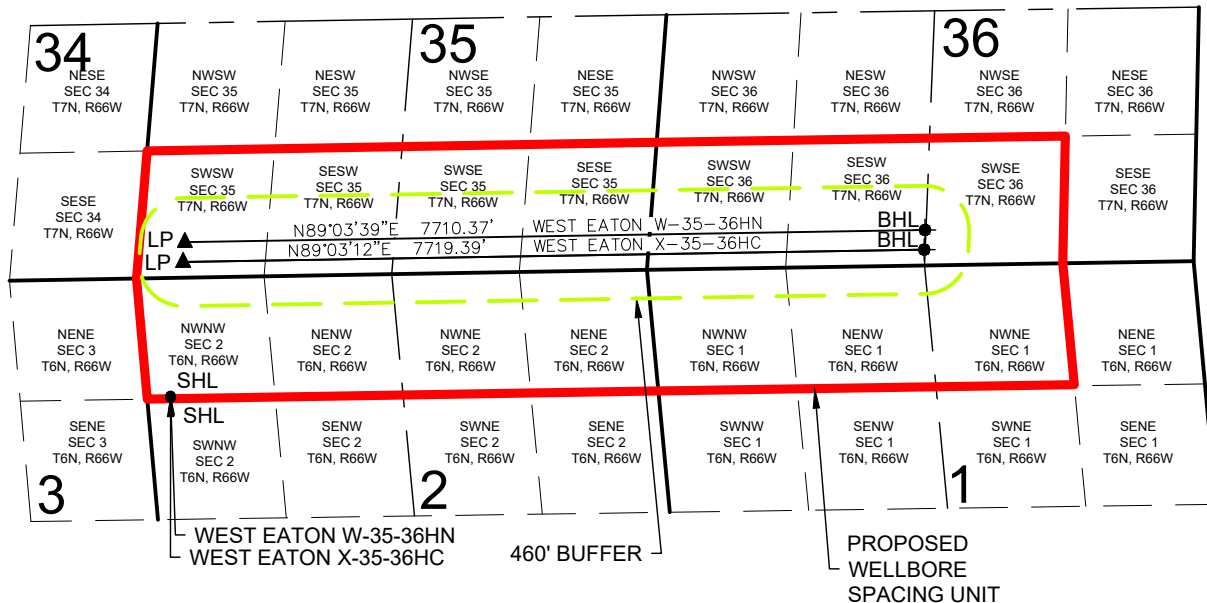 34
35
36
NESE
SEC 34
T7N, R66W
NWSW
SEC 35
T7N, R66W
NESW
SEC 35
T7N, R66W
NWSE
SEC 35
T7N, R66W
NESE
SEC 35
T7N, R66W
NWSW
SEC 36
T7N, R66W
NESW
SEC 36
T7N, R66W
NWSE
SEC 36
T7N, R66W
NESE
SEC 36
T7N, R66W
SESE
SEC 34
T7N, R66W
SWSW
SEC 35
T7N, R66W
SESW
SEC 35
T7N, R66W
SWSE
SEC 35
T7N, R66W
SESE
SEC 35
T7N, R66W
SWSW
SEC 36
T7N, R66W
SESW
SEC 36
T7N, R66W
SWSE
SEC 36
T7N, R66W
SESE
SEC 36
T7N, R66W
LP N89°03'39"E 7710.37' WEST EATON W-35-36HN BHL
LP N89°03'12"E 7719.39' WEST EATON X-35-36HC BHL
NENE
SEC 3
T6N, R66W
NWNW
SEC 2
T6N, R66W
NENW
SEC 2
T6N, R66W
NWNE
SEC 2
T6N, R66W
NENE
SEC 2
T6N, R66W
NWNW
SEC 1
T6N, R66W
NENW
SEC 1
T6N, R66W
NWNE
SEC 1
T6N, R66W
NENE
SEC 1
T6N, R66W
SHL
SHL
SENE
SEC 3
T6N, R66W
SWNW
SEC 2
T6N, R66W
SENW
SEC 2
T6N, R66W
SWNE
SEC 2
T6N, R66W
SENE
SEC 2
T6N, R66W
SWNW
SEC 1
T6N, R66W
SENW
SEC 1
T6N, R66W
SWNE
SEC 1
T6N, R66W
SENE
SEC 1
T6N, R66W
3
2
1
WEST EATON W-35-36HN
WEST EATON X-35-36HC
460' BUFFER
PROPOSED
WELLBORE
SPACING UNIT